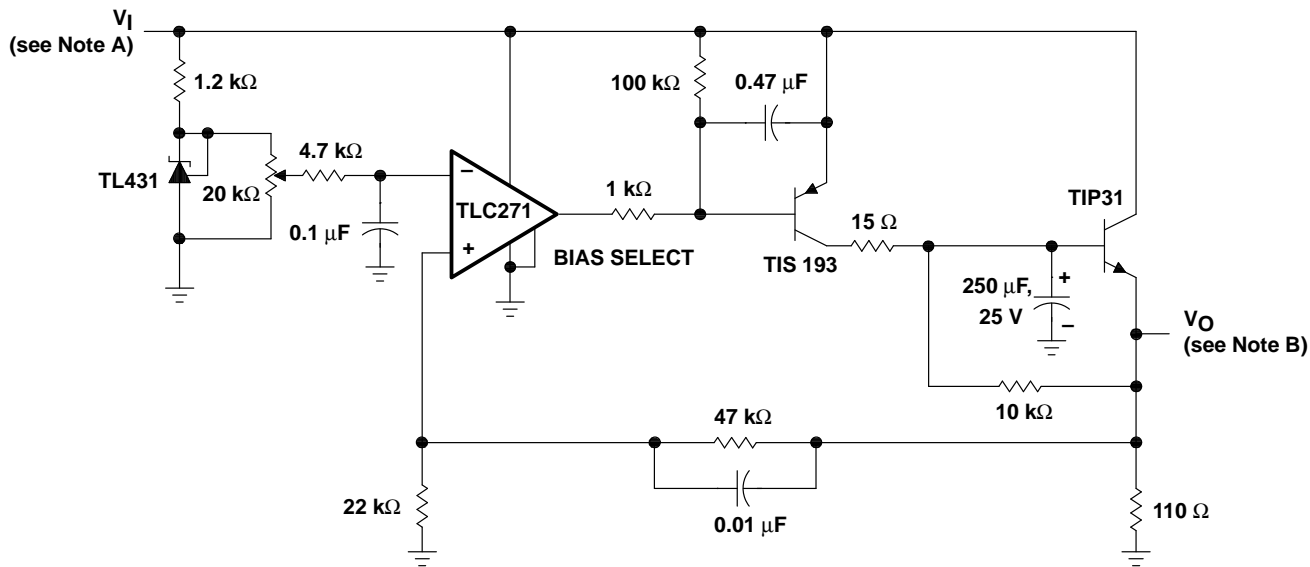 VI
(see Note A)
1.2 kΩ
TL431
20 kΩ
4.7 kΩ
0.1 μF
−
TLC271
+
BIAS SELECT
1 kΩ
100 kΩ
0.47 μF
TIS 193
15 Ω
TIP31
250 μF,
25 V
+
−
VO
(see Note B)
10 kΩ
47 kΩ
0.01 μF
22 kΩ
110 Ω